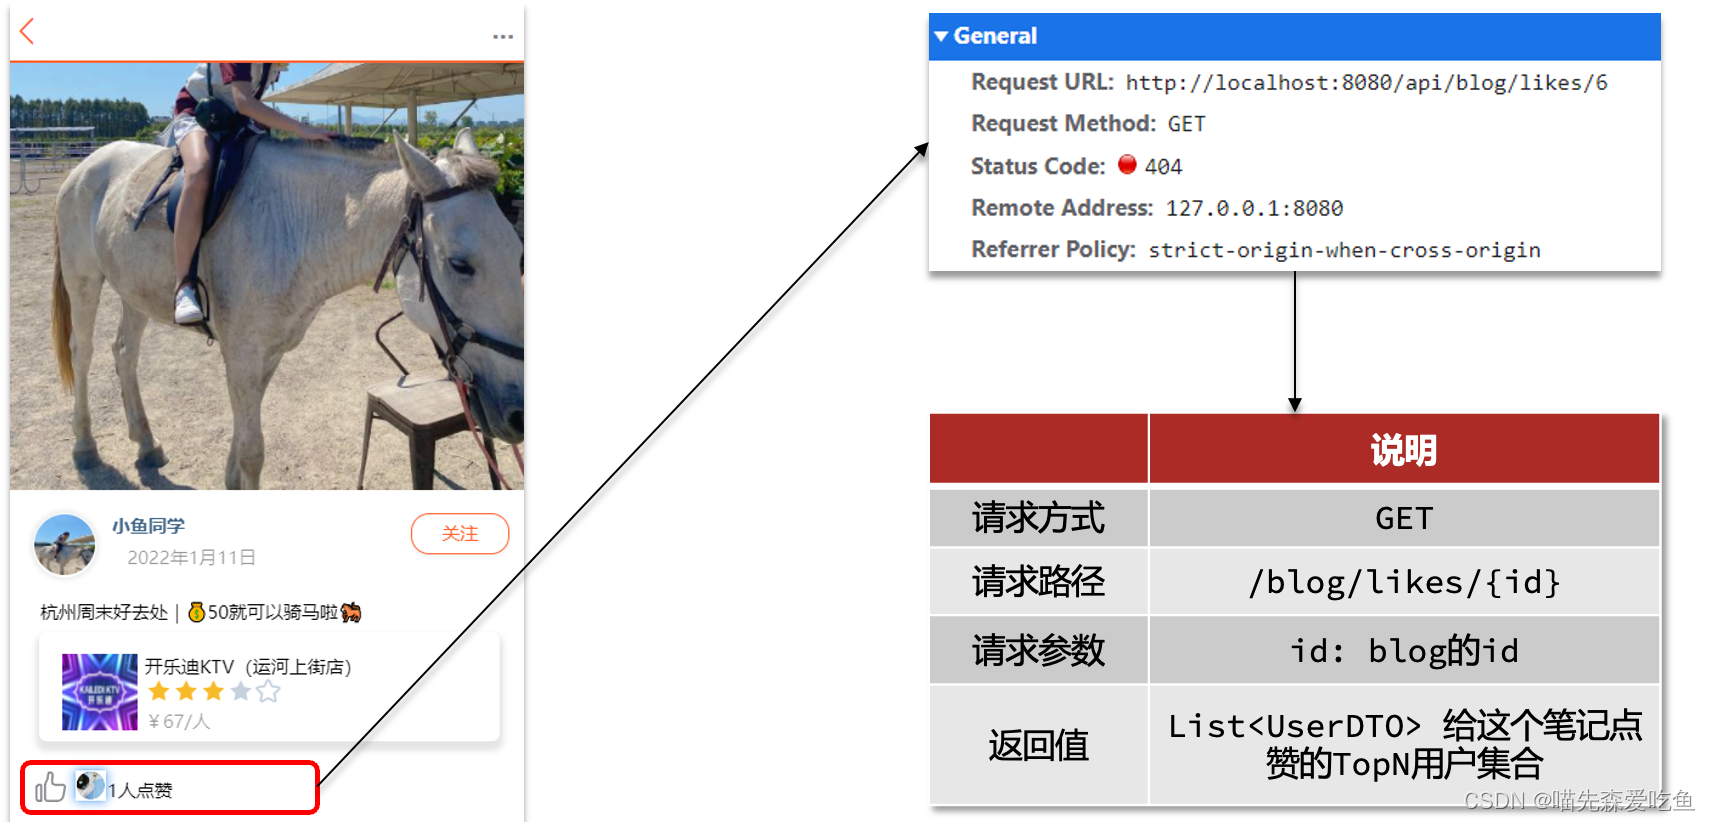 ...
小鱼同学
关注
2022年1月11日
杭州周末好去处 | 💰50就可以骑马啦🐎
KAILEDI KTV
开乐迪
开乐迪KTV（运河上街店）
￥67/人
1人点赞
General
Request URL: http://localhost:8080/api/blog/likes/6
Request Method: GET
Status Code: 404
Remote Address: 127.0.0.1:8080
Referrer Policy: strict-origin-when-cross-origin
说明
请求方式 GET
请求路径 /blog/likes/{id}
请求参数 id: blog的id
返回值 List<UserDTO> 给这个笔记点
赞的TopN用户集合
CSDN @喵先森爱吃鱼